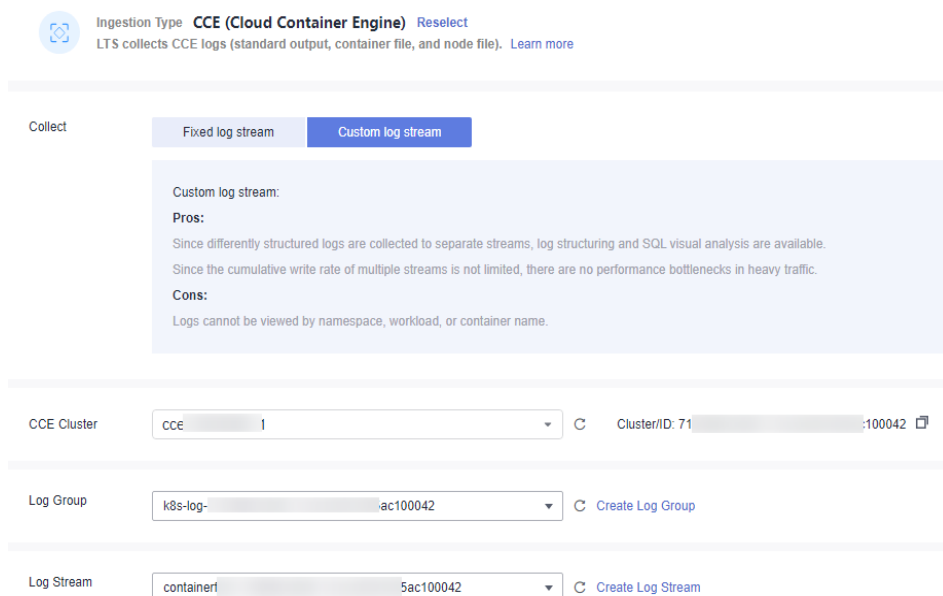 Ingestion Type CCE (Cloud Container Engine) Reselect
LTS collects CCE logs (standard output, container file, and node file). Learn more
Collect Fixed log stream Custom log stream
Custom log stream:
Pros:
Since differently structured logs are collected to separate streams, log structuring and SQL visual analysis are available.
Since the cumulative write rate of multiple streams is not limited, there are no performance bottlenecks in heavy traffic.
Cons:
Logs cannot be viewed by namespace, workload, or container name.
CCE Cluster cce 1 Cluster/ID: 71 :100042
Log Group k8s-log- ac100042 Create Log Group
Log Stream container 5ac100042 Create Log Stream